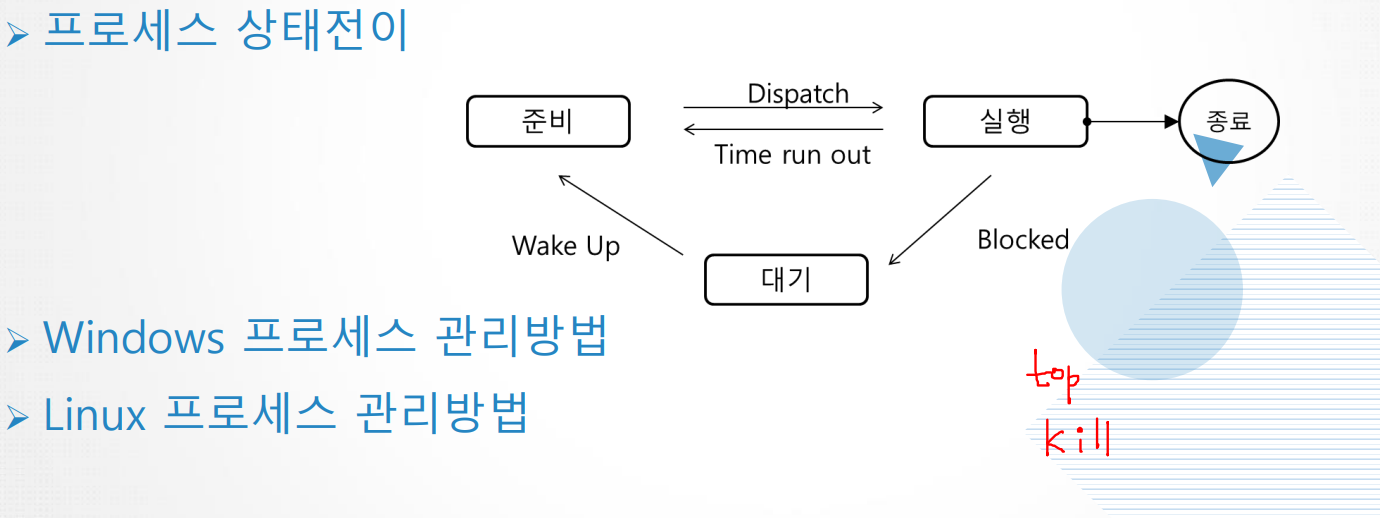 프로세스 상태전이
Dispatch
준비
실행
종료
Time run out
Wake Up
Blocked
대기
Windows 프로세스 관리방법
top
Linux 프로세스 관리방법
kill